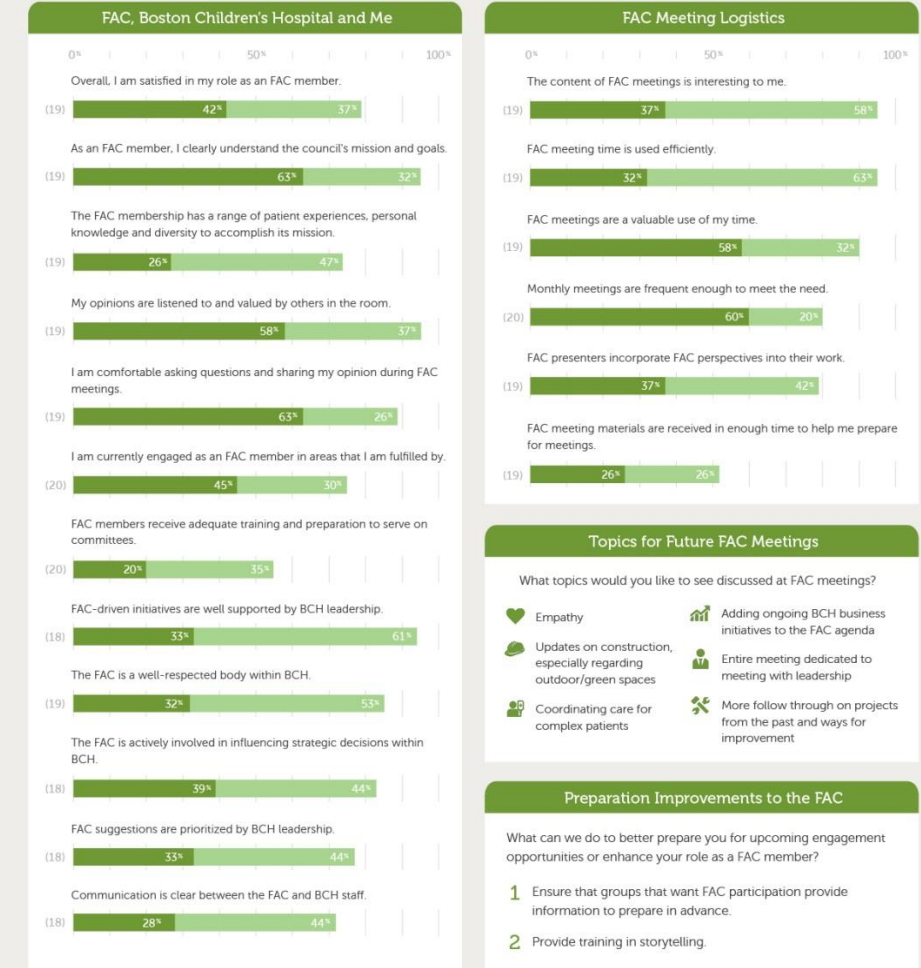 FAC, Boston Children's Hospital and Me
0% 50% 100%
Overall, I am satisfied in my role as an FAC member.
(19) 42% 37%
As an FAC member, I clearly understand the council's mission and goals.
(19) 63% 32%
The FAC membership has a range of patient experiences, personal
knowledge and diversity to accomplish its mission.
(19) 26% 47%
My opinions are listened to and valued by others in the room.
(19) 58% 37%
I am comfortable asking questions and sharing my opinion during FAC
meetings.
(19) 63% 26%
I am currently engaged as an FAC member in areas that I am fulfilled by.
(20) 45% 30%
FAC members receive adequate training and preparation to serve on
committees.
(20) 20% 35%
FAC-driven initiatives are well supported by BCH leadership.
(18) 33% 61%
The FAC is a well-respected body within BCH.
(19) 32% 53%
The FAC is actively involved in influencing strategic decisions within
BCH.
(18) 39% 44%
FAC suggestions are prioritized by BCH leadership.
(18) 33% 44%
Communication is clear between the FAC and BCH staff.
(18) 28% 44%
FAC Meeting Logistics
0% 50% 100%
The content of FAC meetings is interesting to me.
(19) 37% 58%
FAC meeting time is used efficiently.
(19) 32% 63%
FAC meetings are a valuable use of my time.
(19) 58% 32%
Monthly meetings are frequent enough to meet the need.
(20) 60% 20%
FAC presenters incorporate FAC perspectives into their work.
(19) 37% 42%
FAC meeting materials are received in enough time to help me prepare
for meetings.
(19) 26% 26%
Topics for Future FAC Meetings
What topics would you like to see discussed at FAC meetings?
Empathy
Updates on construction,
especially regarding
outdoor/green spaces
Coordinating care for
complex patients
Adding ongoing BCH business
initiatives to the FAC agenda
Entire meeting dedicated to
meeting with leadership
More follow through on projects
from the past and ways for
improvement
Preparation Improvements to the FAC
What can we do to better prepare you for upcoming engagement
opportunities or enhance your role as a FAC member?
1 Ensure that groups that want FAC participation provide
information to prepare in advance.
2 Provide training in storytelling.